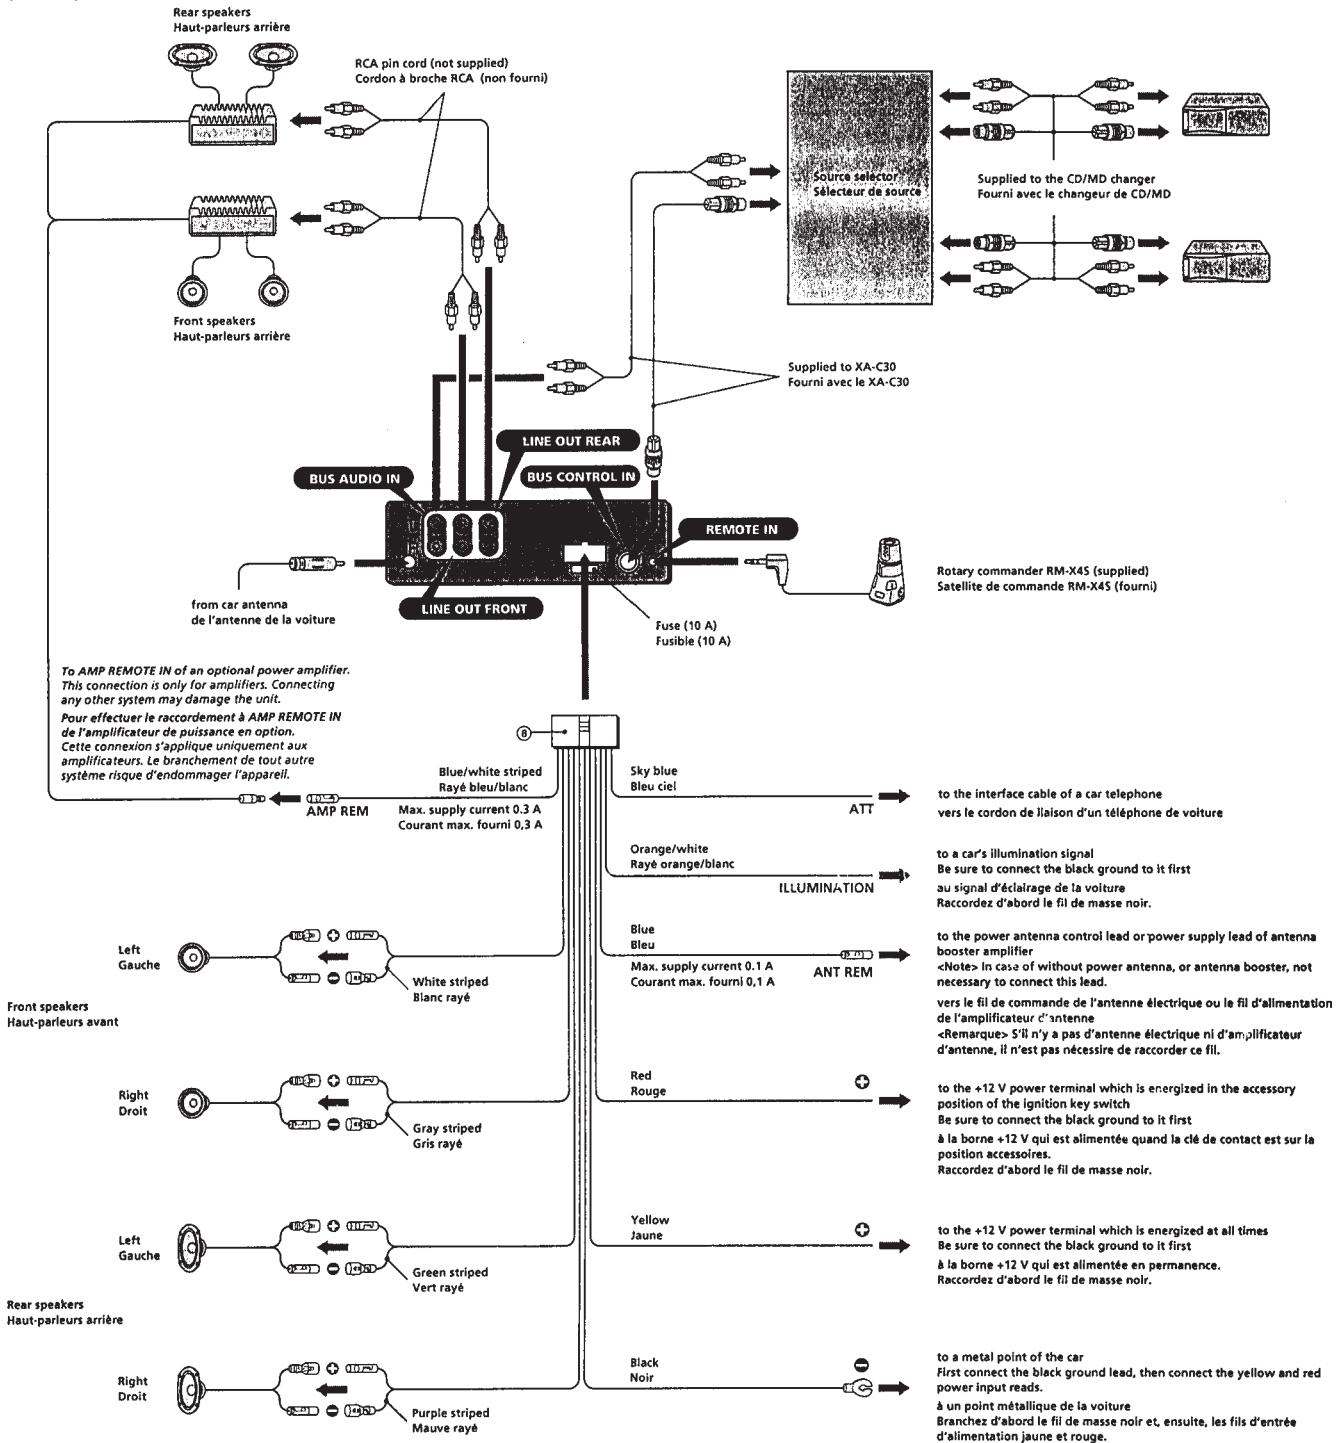 Rear speakers
Haut-parleurs arrière
RCA pin cord (not supplied)
Cordon à broche RCA (non fourni)
Source selector
Sélecteur de source
Supplied to the CD/MD changer
Fourni avec le changeur de CD/MD
Front speakers
Haut-parleurs arrière
Supplied to XA-C30
Fourni avec le XA-C30
LINE OUT REAR
BUS AUDIO IN
BUS CONTROL IN
REMOTE IN
Rotary commander RM-X4S (supplied)
Satellite de commande RM-X4S (fourni)
from car antenna
de l'antenne de la voiture
LINE OUT FRONT
Fuse (10 A)
Fusible (10 A)
To AMP REMOTE IN of an optional power amplifier.
This connection is only for amplifiers. Connecting
any other system may damage the unit.
Pour effectuer le raccordement à AMP REMOTE IN
de l'amplificateur de puissance en option.
Cette connexion s'applique uniquement aux
amplificateurs. Le branchement de tout autre
système risque d'endommager l'appareil.
8
Blue/white striped
Rayé bleu/blanc
AMP REM
Max. supply current 0.3 A
Courant max. fourni 0,3 A
Sky blue
Bleu ciel
ATT
to the interface cable of a car telephone
vers le cordon de liaison d'un téléphone de voiture
Orange/white
Rayé orange/blanc
ILLUMINATION
to a car's illumination signal
Be sure to connect the black ground to it first
au signal d'éclairage de la voiture
Raccordez d'abord le fil de masse noir.
Blue
Bleu
Max. supply current 0.1 A
Courant max. fourni 0,1 A
ANT REM
to the power antenna control lead or power supply lead of antenna
booster amplifier
<Note> In case of without power antenna, or antenna booster, not
necessary to connect this lead.
vers le fil de commande de l'antenne électrique ou le fil d'alimentation
de l'amplificateur d'antenne
<Remarque> S'il n'y a pas d'antenne électrique ni d'amplificateur
d'antenne, il n'est pas nécessire de raccorder ce fil.
Left
Gauche
White striped
Blanc rayé
Front speakers
Haut-parleurs avant
Right
Droit
Gray striped
Gris rayé
Red
Rouge
to the +12 V power terminal which is energized in the accessory
position of the ignition key switch
Be sure to connect the black ground to it first
à la borne +12 V qui est alimentée quand la clé de contact est sur la
position accessoires.
Raccordez d'abord le fil de masse noir.
Left
Gauche
Green striped
Vert rayé
Yellow
Jaune
to the +12 V power terminal which is energized at all times
Be sure to connect the black ground to it first
à la borne +12 V qui est alimentée en permanence.
Raccordez d'abord le fil de masse noir.
Rear speakers
Haut-parleurs arrière
Right
Droit
Purple striped
Mauve rayé
Black
Noir
to a metal point of the car
First connect the black ground lead, then connect the yellow and red
power input reads.
à un point métallique de la voiture
Branchez d'abord le fil de masse noir et, ensuite, les fils d'entrée
d'alimentation jaune et rouge.